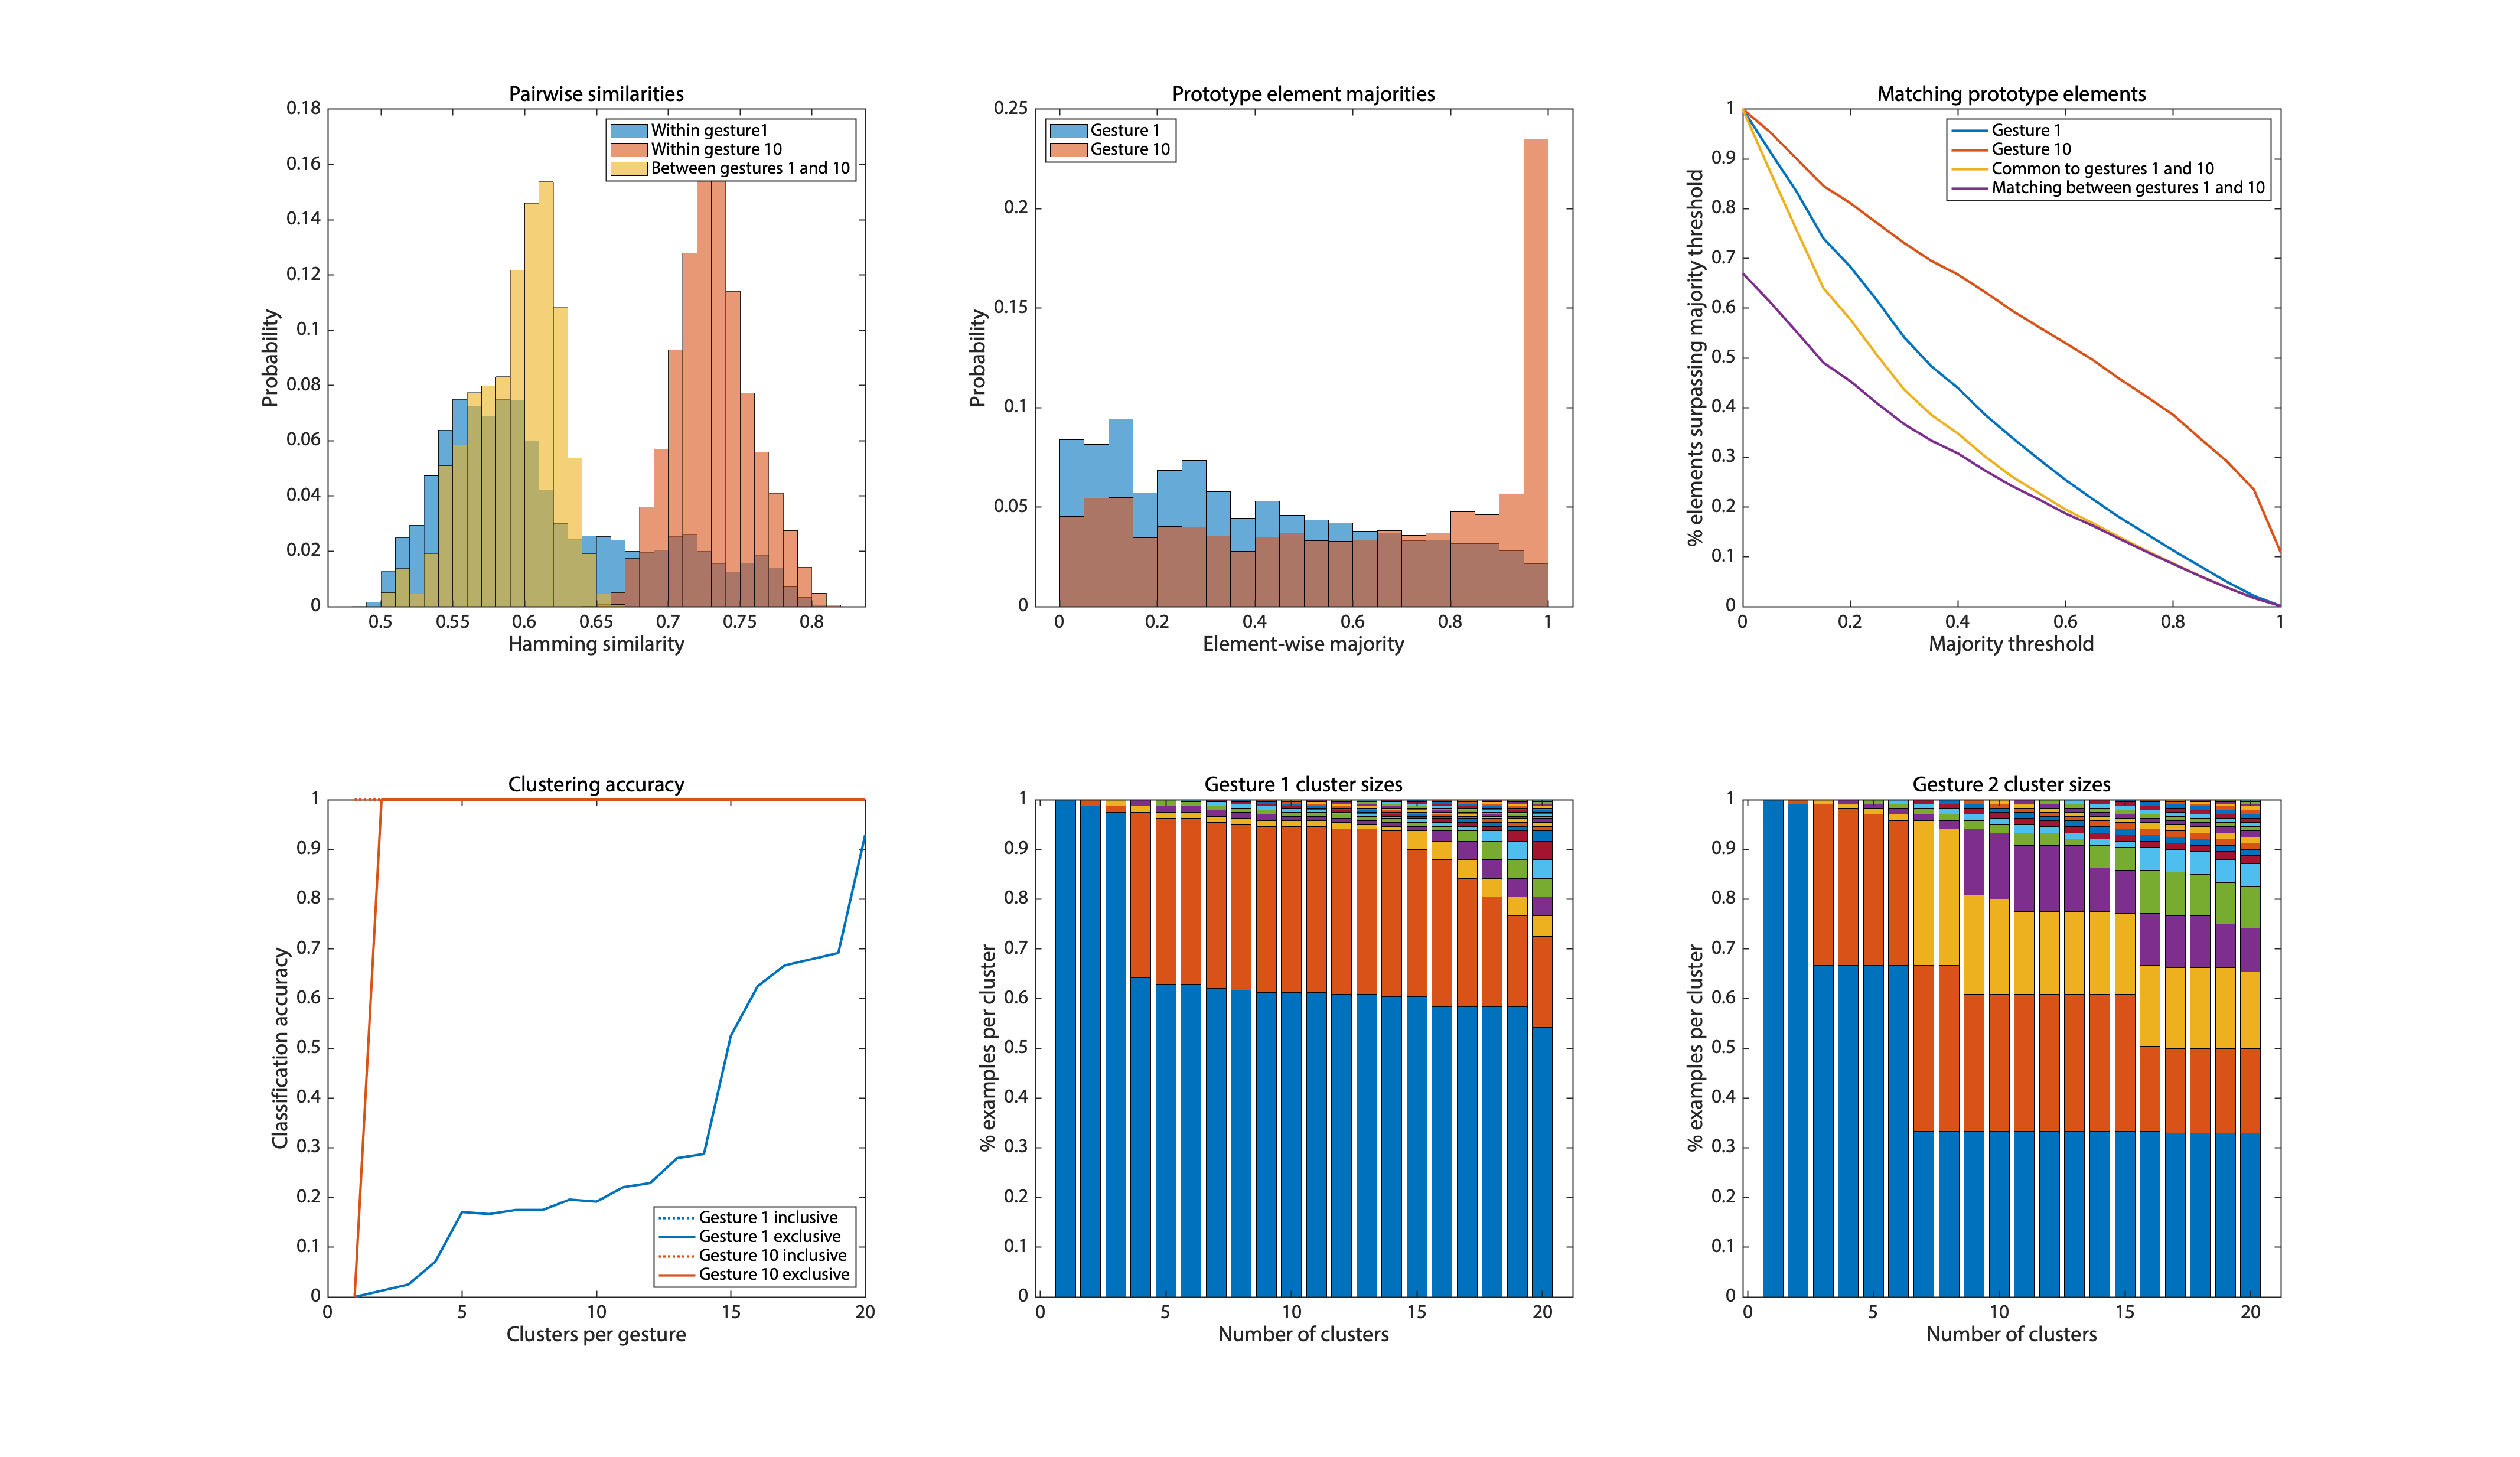 Pairwise similarities
0.18
0.16
0.14
0.12
0.1
0.08
0.06
0.04
0.02
0
Probability
Within gesture1
Within gesture 10
Between gestures 1 and 10
0.5 0.55 0.6 0.65 0.7 0.75 0.8
Hamming similarity
Prototype element majorities
0.25
0.2
0.15
0.1
0.05
0
Probability
Gesture 1
Gesture 10
0 0.2 0.4 0.6 0.8 1
Element-wise majority
Matching prototype elements
1
0.9
0.8
0.7
0.6
0.5
0.4
0.3
0.2
0.1
0
% elements surpassing majority threshold
Gesture 1
Gesture 10
Common to gestures 1 and 10
Matching between gestures 1 and 10
0 0.2 0.4 0.6 0.8 1
Majority threshold
Clustering accuracy
1
0.9
0.8
0.7
0.6
0.5
0.4
0.3
0.2
0.1
0
Classification accuracy
Gesture 1 inclusive
Gesture 1 exclusive
Gesture 10 inclusive
Gesture 10 exclusive
0 5 10 15 20
Clusters per gesture
Gesture 1 cluster sizes
1
0.9
0.8
0.7
0.6
0.5
0.4
0.3
0.2
0.1
0
% examples per cluster
0 5 10 15 20
Number of clusters
Gesture 2 cluster sizes
1
0.9
0.8
0.7
0.6
0.5
0.4
0.3
0.2
0.1
0
% examples per cluster
0 5 10 15 20
Number of clusters